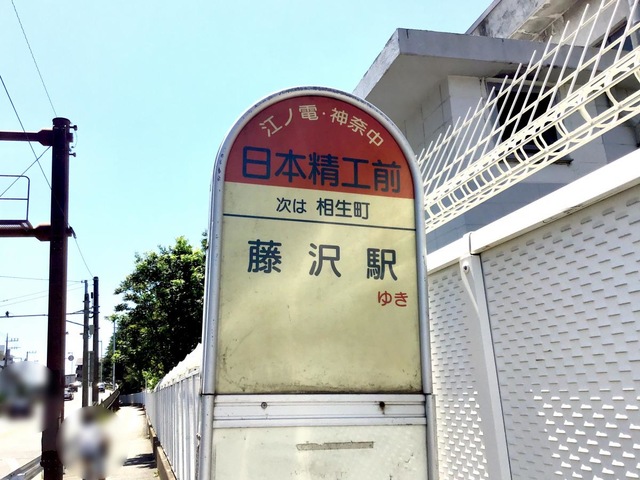 江ノ電・神奈中
日本精工前
次は 相生町
藤沢駅
ゆき